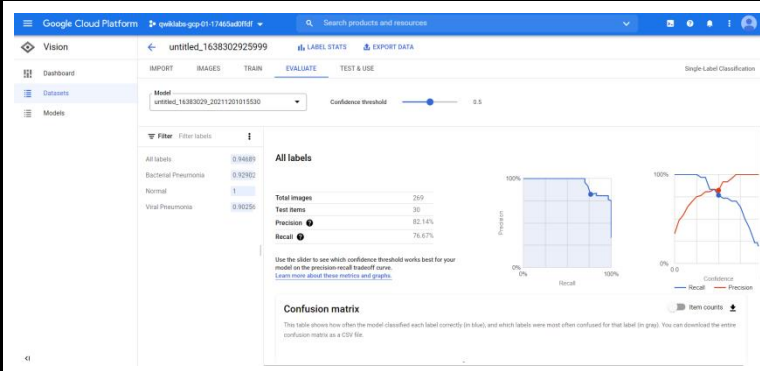 Google Cloud Platform
qwiklabs-gcp-01-17465ad0ffdf
Search products and resources
Vision
untitled_1638302925999
LABEL STATS
EXPORT DATA
IMPORT
IMAGES
TRAIN
EVALUATE
TEST & USE
Single-Label Classification
Dashboard
Datasets
Models
Model
untitled_16383029_20211201015530
Confidence threshold
0.5
Filter
Filter labels
All labels
0.94689
Bacterial Pneumonia
0.92902
Normal
1
Viral Pneumonia
0.90256
All labels
Total images
269
Test items
30
Precision
82.14%
Recall
76.67%
Use the slider to see which confidence threshold works best for your
model on the precision-recall tradeoff curve.
Learn more about these metrics and graphs.
100%
Precision
0%
0%
100%
Recall
100%
0%
0.0
Confidence
Recall
Precision
Confusion matrix
Item counts
This table shows how often the model classified each label correctly (in blue), and which labels were most often confused for that label (in gray). You can download the entire
confusion matrix as a CSV file.